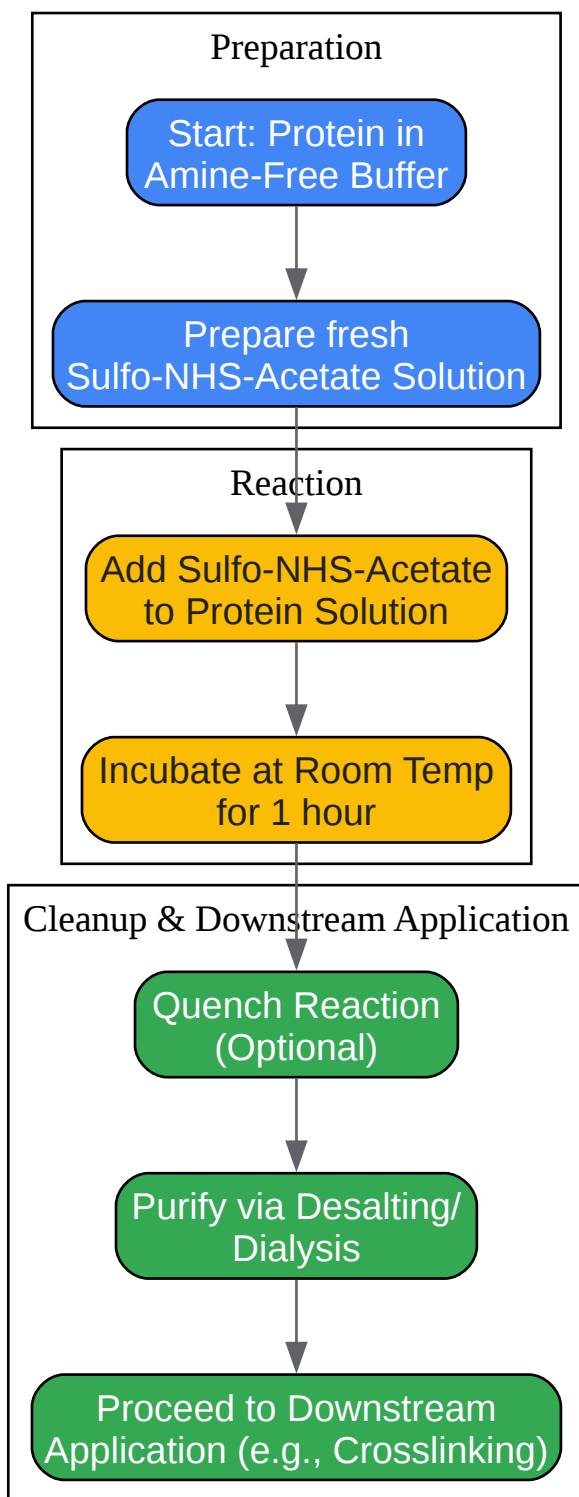 Preparation
Start: Protein in
Amine-Free Buffer
Prepare fresh
Sulfo-NHS-Acetate Solution
Reaction
Add Sulfo-NHS-Acetate
to Protein Solution
Incubate at Room Temp
for 1 hour
Cleanup & Downstream Application
Quench Reaction
(Optional)
Purify via Desalting/
Dialysis
Proceed to Downstream
Application (e.g., Crosslinking)